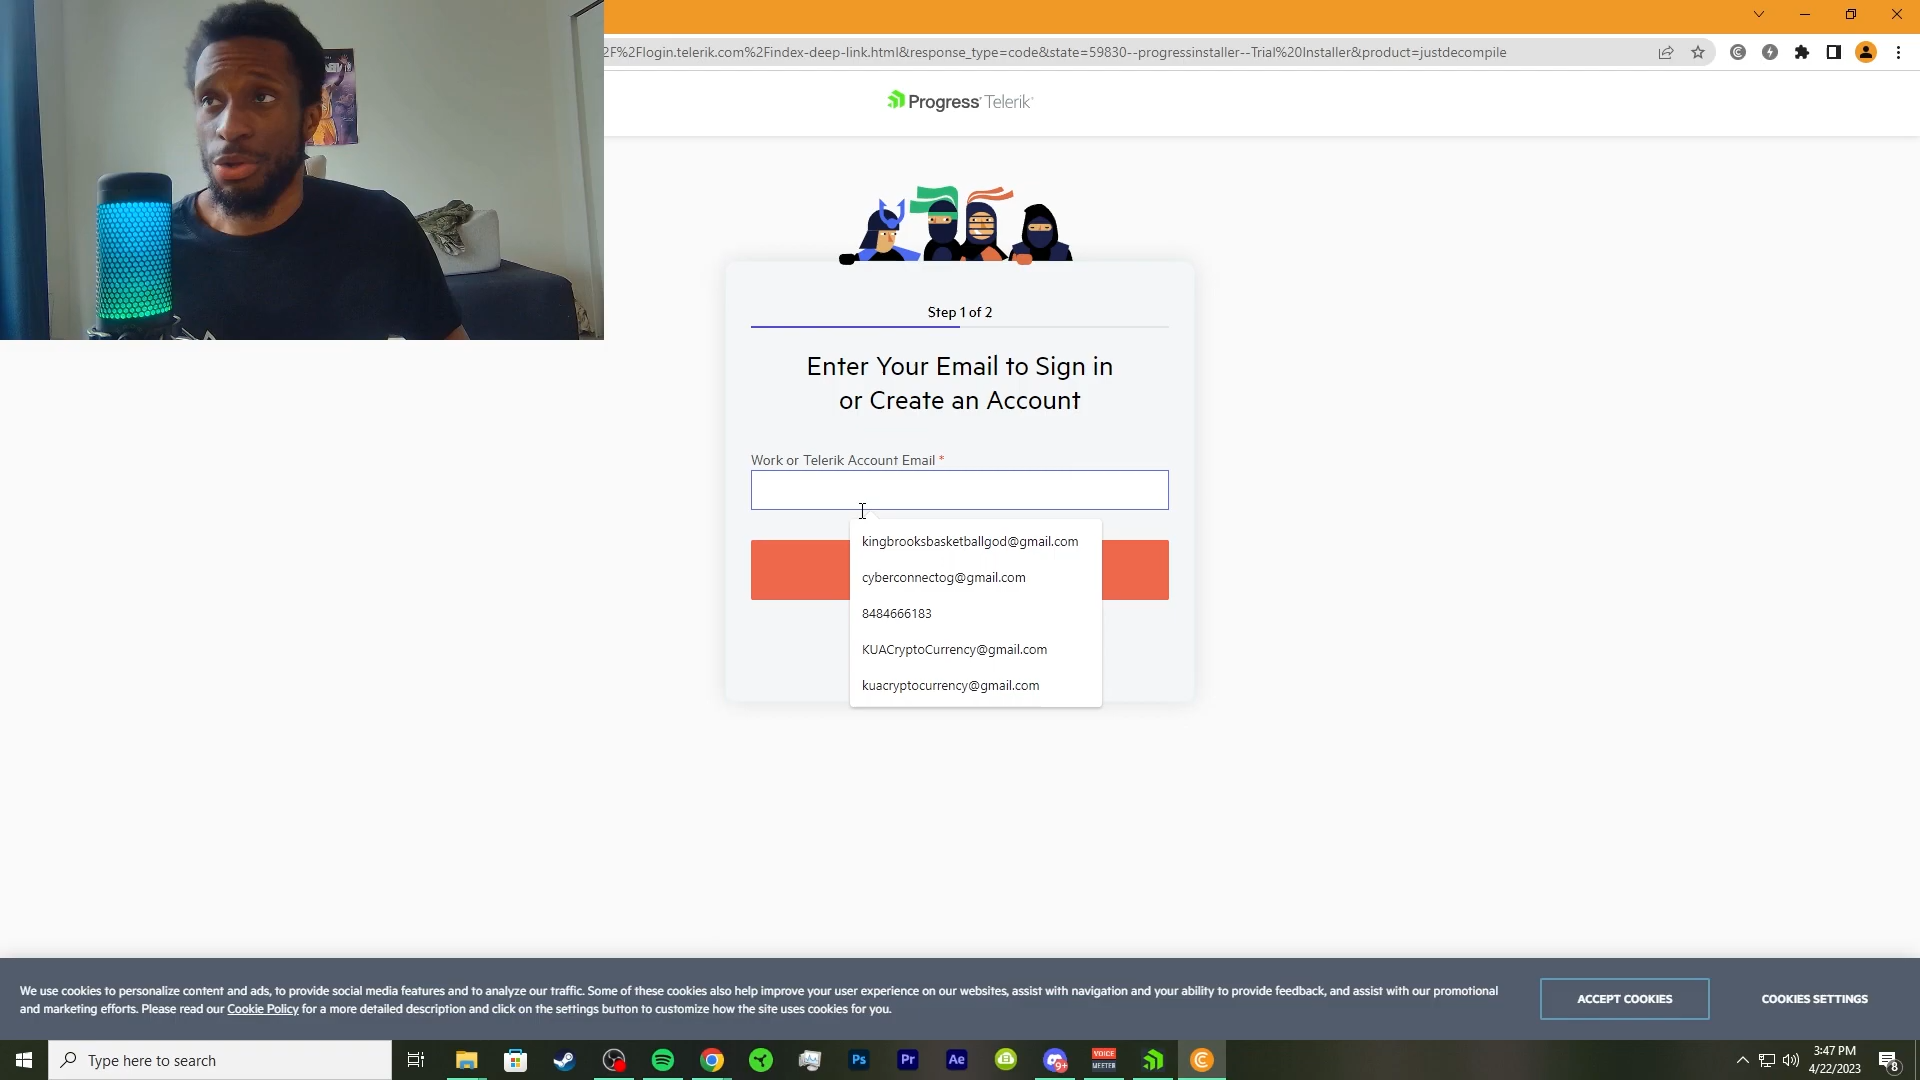 2F%2Flogin.telerik.com%2Findex-deep-link.html&response_type=code&state=59830--progressinstaller--Trial%20Installer&product=justdecompile
Progress Telerik
Step 1 of 2
Enter Your Email to Sign in
or Create an Account
Work or Telerik Account Email *
kingbrooksbasketballgod@gmail.com
cyberconnectog@gmail.com
8484666183
KUACryptoCurrency@gmail.com
kuacryptocurrency@gmail.com
We use cookies to personalize content and ads, to provide social media features and to analyze our traffic. Some of these cookies also help improve your user experience on our websites, assist with navigation and your ability to provide feedback, and assist with our promotional
and marketing efforts. Please read our Cookie Policy for a more detailed description and click on the settings button to customize how the site uses cookies for you.
ACCEPT COOKIES
COOKIES SETTINGS
Type here to search
Ps
Pr
Ae
9+
VOICE
MEETER
3:47 PM
4/22/2023
8